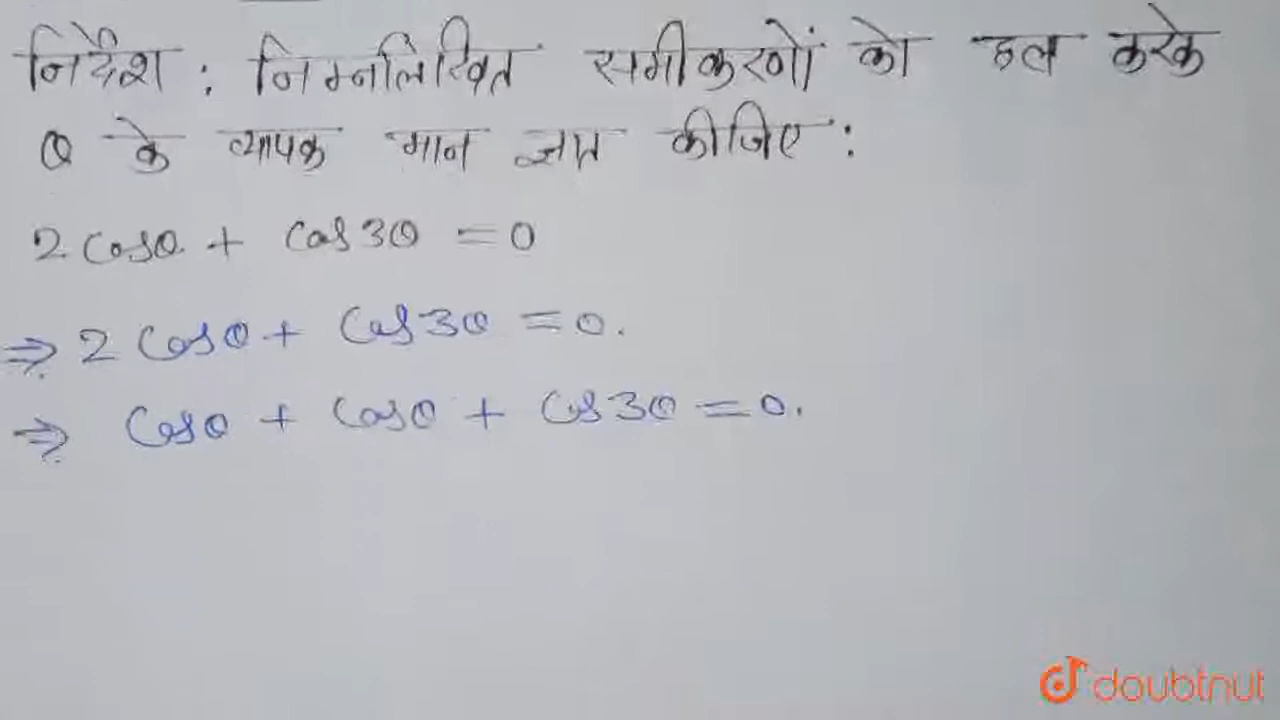 निर्देश : निम्नलिखित समीकरणों को हल करके
θ के व्यापक मान ज्ञात कीजिए :
2 cosθ + cos3θ = 0
⇒ 2 cosθ + cos3θ = 0.
⇒ cosθ + cosθ + cos3θ = 0.
doubtnut